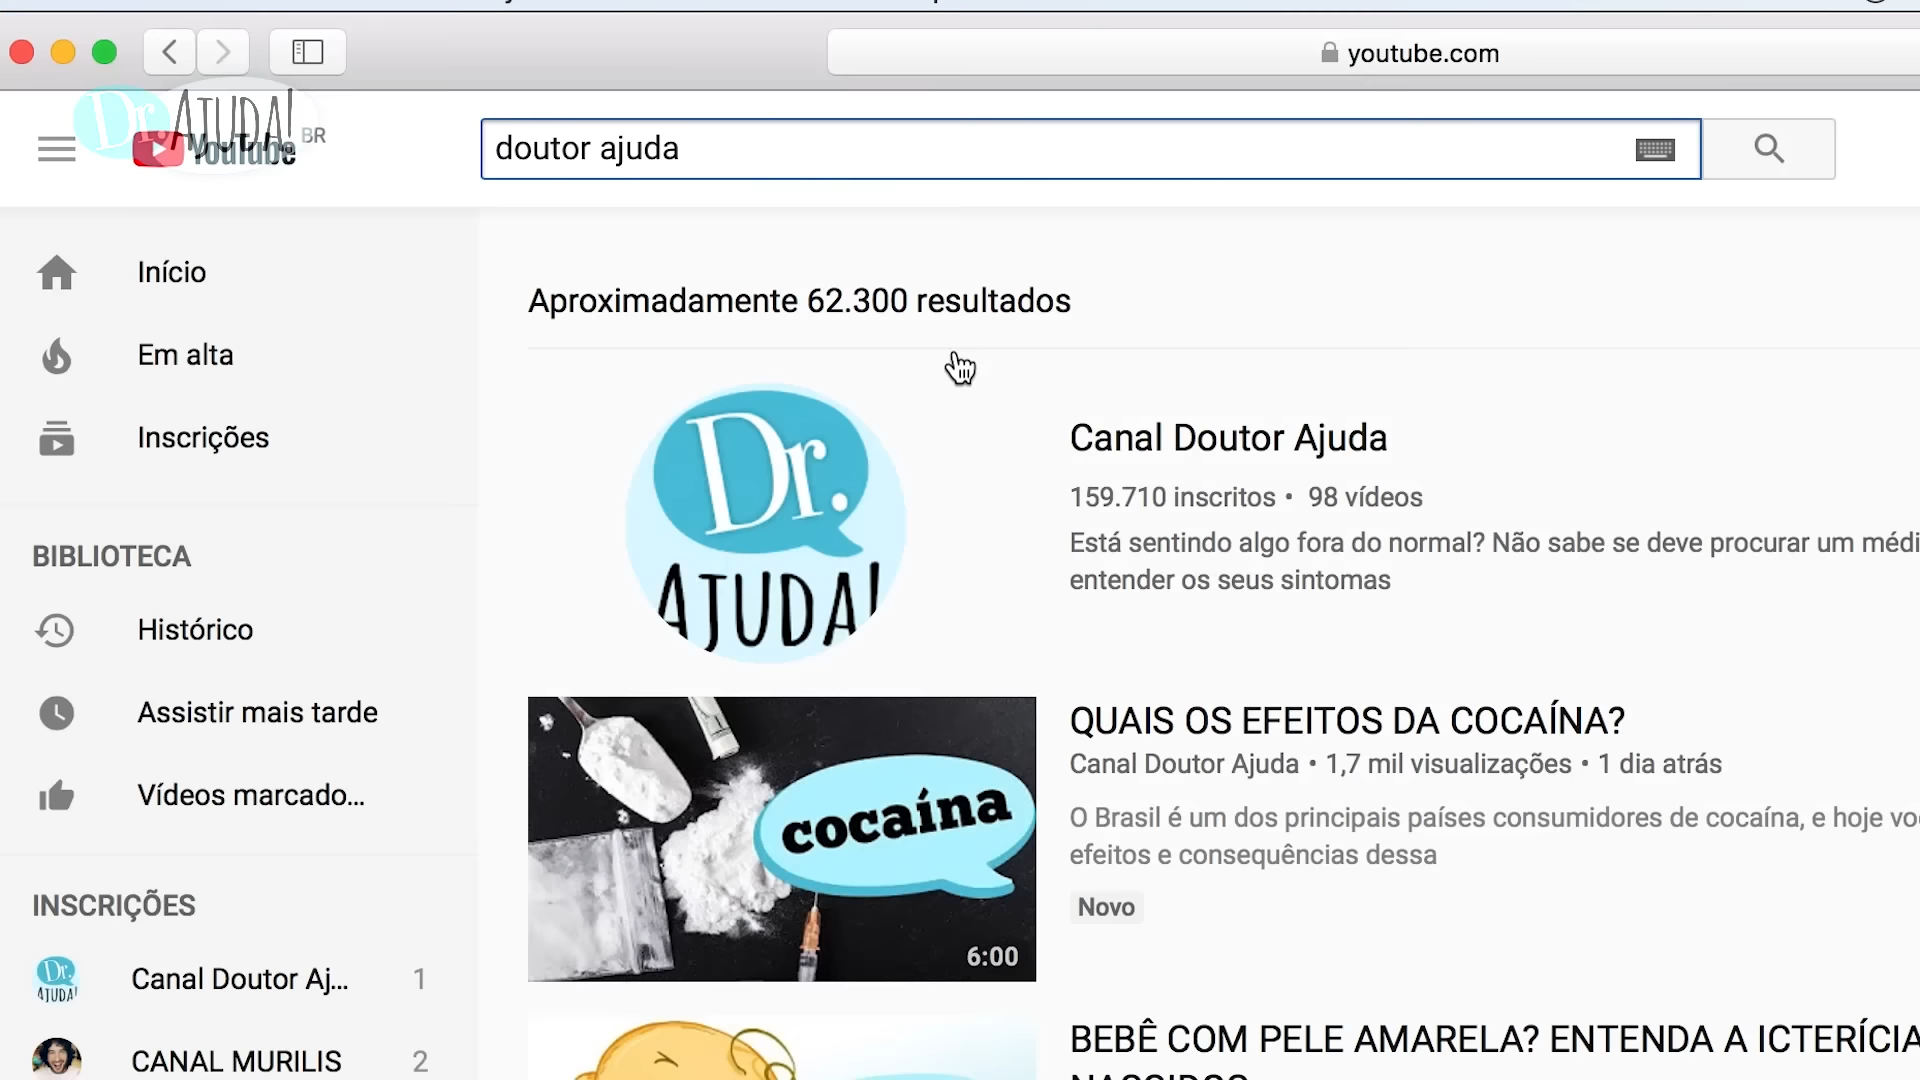 youtube.com
Dr. AJUDA!
YouTube BR
doutor ajuda
Início
Em alta
Inscrições
BIBLIOTECA
Histórico
Assistir mais tarde
Vídeos marcado...
INSCRIÇÕES
Dr. AJUDA!
Canal Doutor Aj... 1
CANAL MURILIS 2
Aproximadamente 62.300 resultados
Dr.
AJUDA!
Canal Doutor Ajuda
159.710 inscritos • 98 vídeos
Está sentindo algo fora do normal? Não sabe se deve procurar um médi
entender os seus sintomas
cocaína
6:00
QUAIS OS EFEITOS DA COCAÍNA?
Canal Doutor Ajuda • 1,7 mil visualizações • 1 dia atrás
O Brasil é um dos principais países consumidores de cocaína, e hoje vo
efeitos e consequências dessa
Novo
BEBÊ COM PELE AMARELA? ENTENDA A ICTERÍCIA